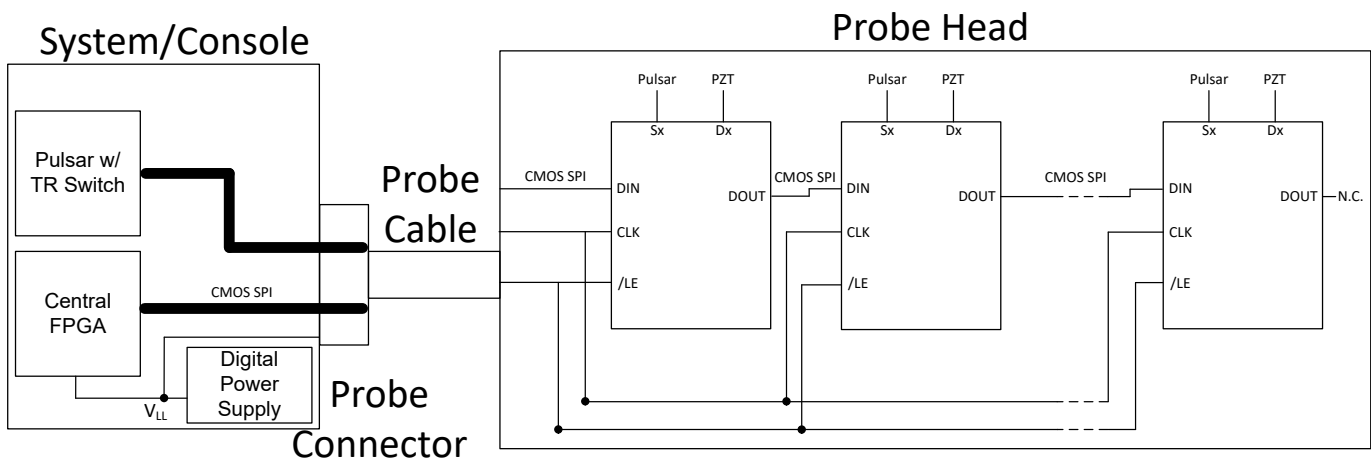 System/Console
Probe Head
Pulsar w/
TR Switch
Central
FPGA
CMOS SPI
Digital
Power
Supply
VLL
Probe
Cable
Probe
Connector
Pulsar PZT
Sx Dx
CMOS SPI
DIN
DOUT
CLK
/LE
Pulsar PZT
Sx Dx
CMOS SPI
DIN
DOUT
CLK
/LE
Pulsar PZT
Sx Dx
CMOS SPI
DIN
DOUT
N.C.
CLK
/LE